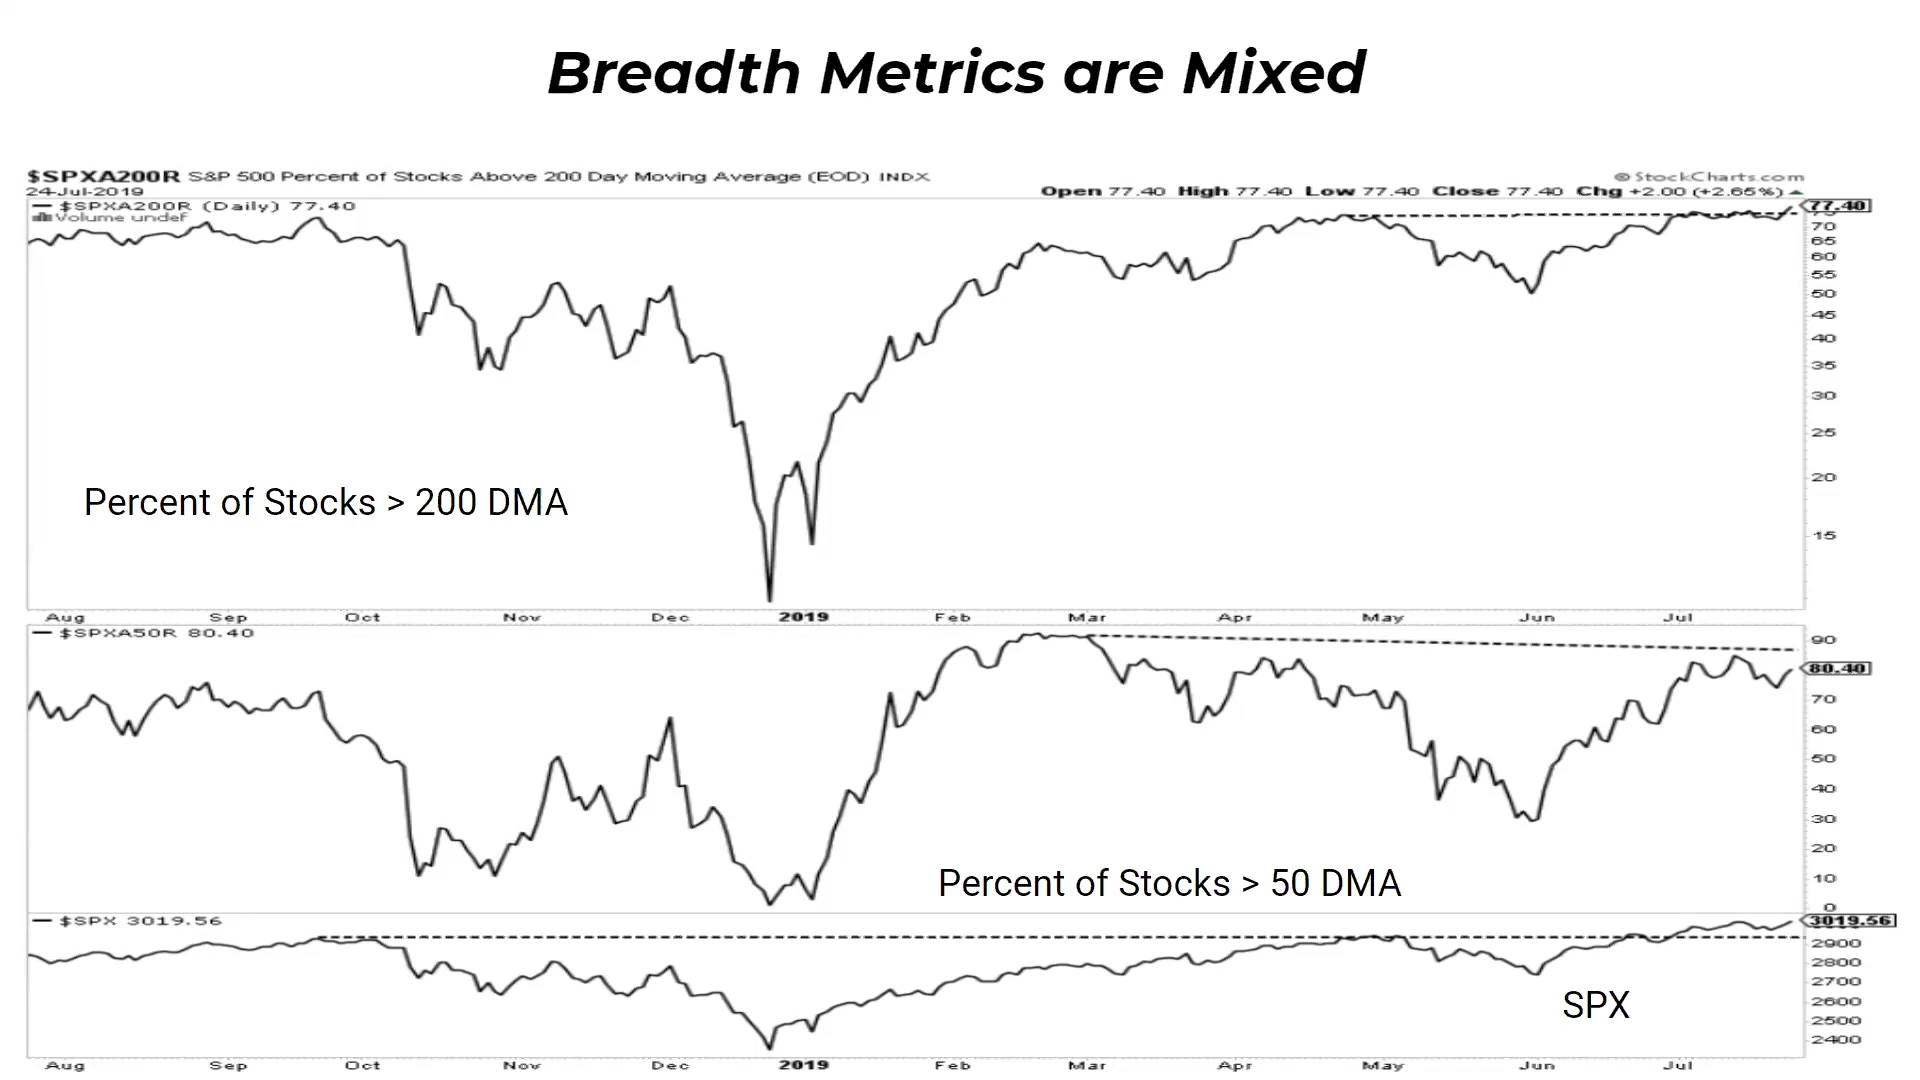 Breadth Metrics are Mixed
$SPXA200R S&P 500 Percent of Stocks Above 200 Day Moving Average (EOD) INDX
@StockCharts.com
24-Jul-2019
Open 77.40 High 77.40 Low 77.40 Close 77.40 Chg +2.00 (+2.65%)
$SPXA200R (Daily) 77.40
Volume undef
77.40
75
70
65
60
55
50
45
40
35
30
25
20
15
Percent of Stocks > 200 DMA
Aug Sep Oct Nov Dec 2019 Feb Mar Apr May Jun Jul
$SPXA50R 80.40
90
80.40
70
60
50
40
30
20
10
0
Percent of Stocks > 50 DMA
$SPX 3019.56
3019.56
2900
2800
2700
2600
2500
2400
SPX
Aug Sep Oct Nov Dec 2019 Feb Mar Apr May Jun Jul